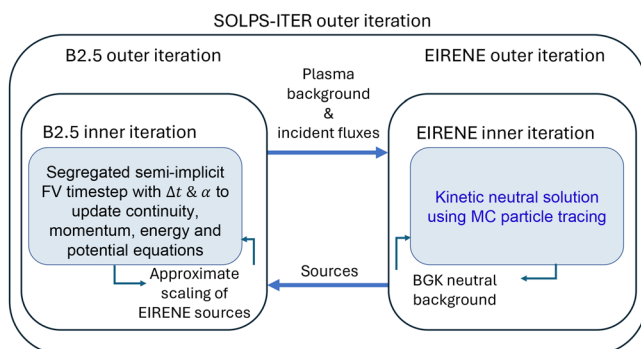 SOLPS-ITER outer iteration
B2.5 outer iteration
EIRENE outer iteration
Plasma
background
&
incident fluxes
B2.5 inner iteration
Segregated semi-implicit
FV timestep with Δt & α to
update continuity,
momentum, energy and
potential equations
Approximate
scaling of
EIRENE sources
EIRENE inner iteration
Kinetic neutral solution
using MC particle tracing
BGK neutral
background
Sources